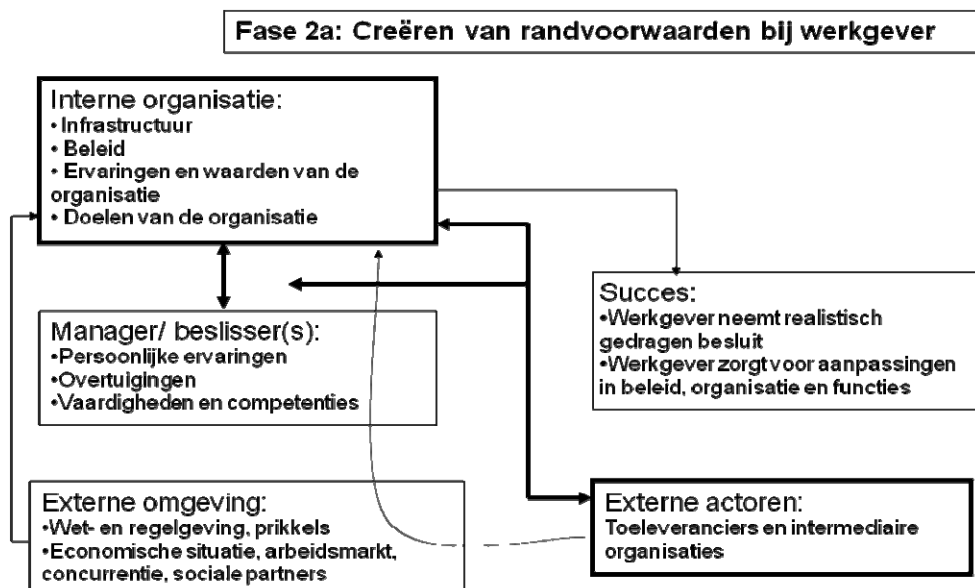 Fase 2a: Creëren van randvoorwaarden bij werkgever
Interne organisatie:
• Infrastructuur
• Beleid
• Ervaringen en waarden van de
organisatie
• Doelen van de organisatie
Manager/ beslisser(s):
•Persoonlijke ervaringen
•Overtuigingen
•Vaardigheden en competenties
Externe omgeving:
•Wet- en regelgeving, prikkels
•Economische situatie, arbeidsmarkt,
concurrentie, sociale partners
Succes:
•Werkgever neemt realistisch
gedragen besluit
•Werkgever zorgt voor aanpassingen
in beleid, organisatie en functies
Externe actoren:
Toeleveranciers en intermediaire
organisaties